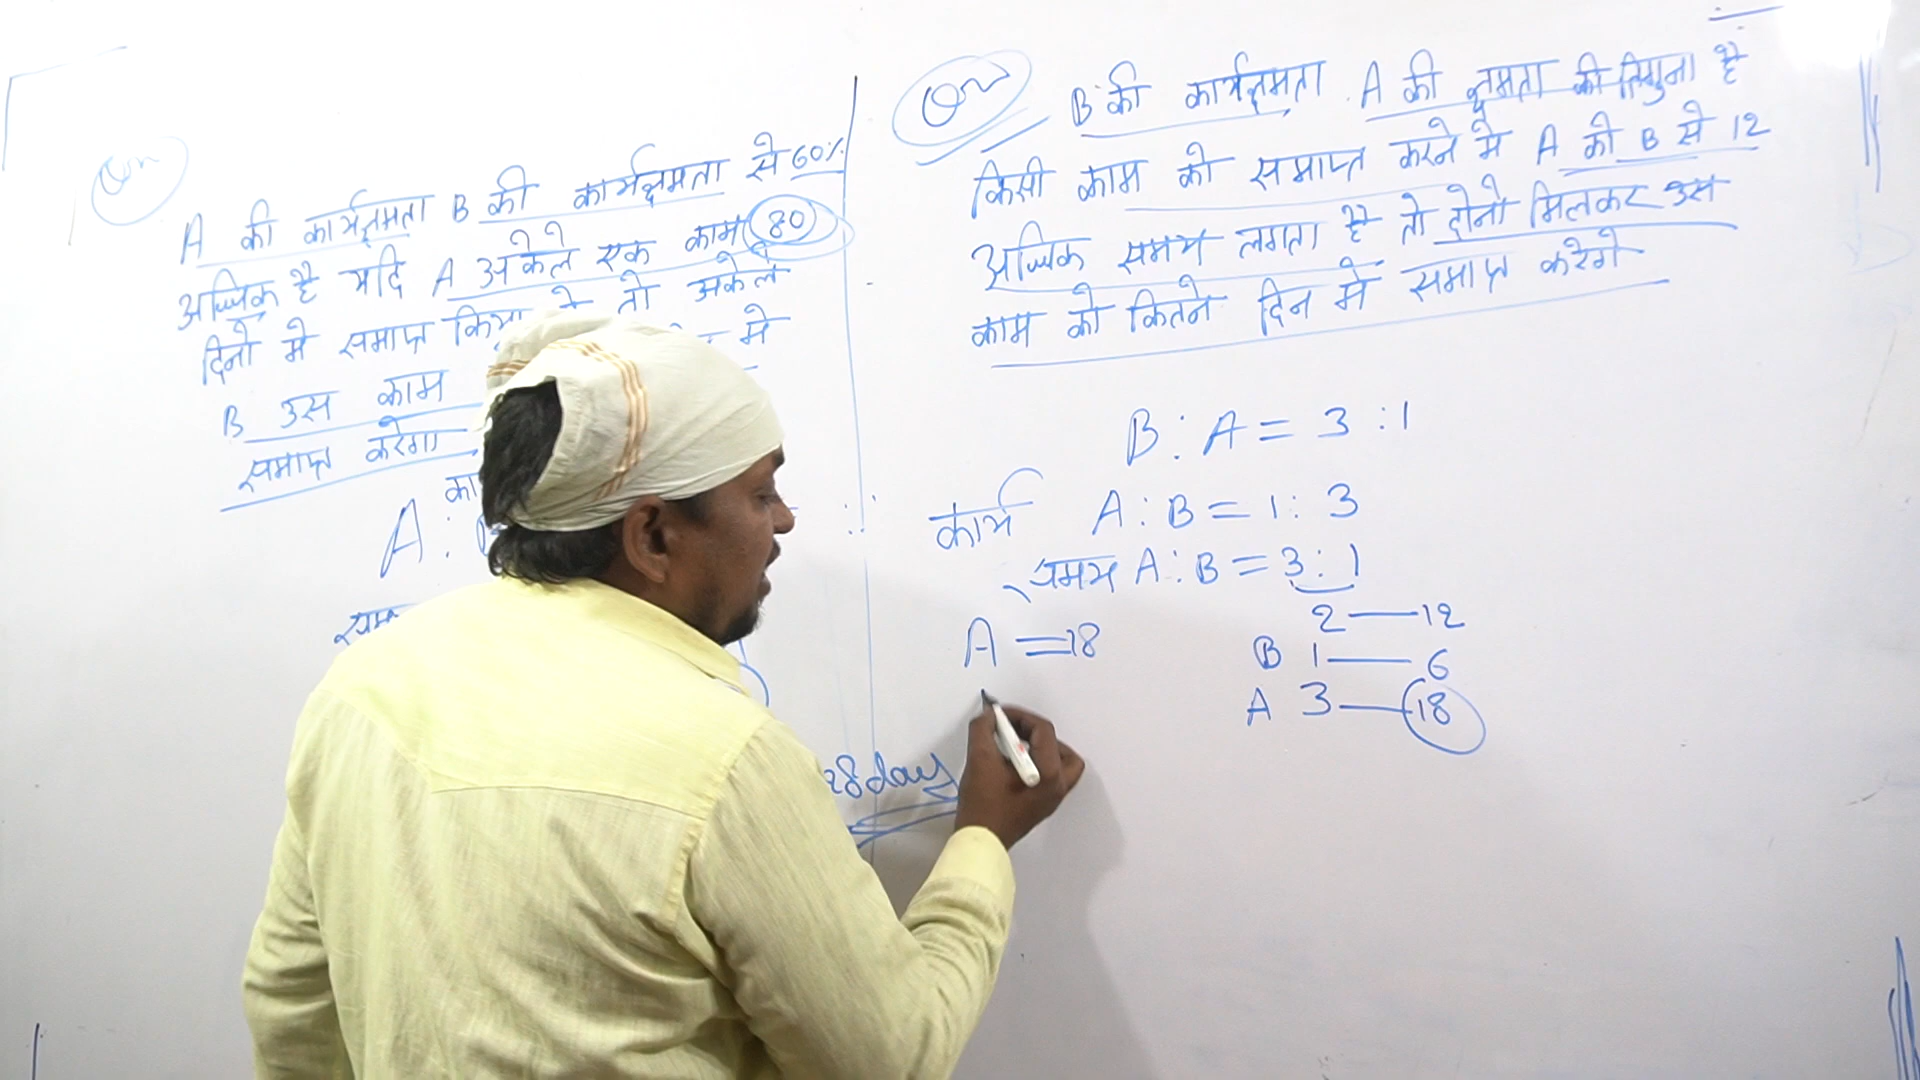 Qun
A की कार्यक्षमता B की कार्यक्षमता से 60%
अधिक है यदि A अकेले एक काम 80
दिनो मे समाप्त किया तो अकेले
B उस काम मे
समाप्त करेगा
का
A :
समय
28 day
Qun
B की कार्यक्षमता A की क्षमता की तिगुना है
किसी काम को समाप्त करने मे A को B से 12
अधिक समय लगता है तो दोनो मिलकर उस
काम को कितने दिन मे समाप्त करेगे
B : A = 3 : 1
कार्य A : B = 1 : 3
समय A : B = 3 : 1
2 — 12
A = 18
B 1 — 6
A 3 — 18